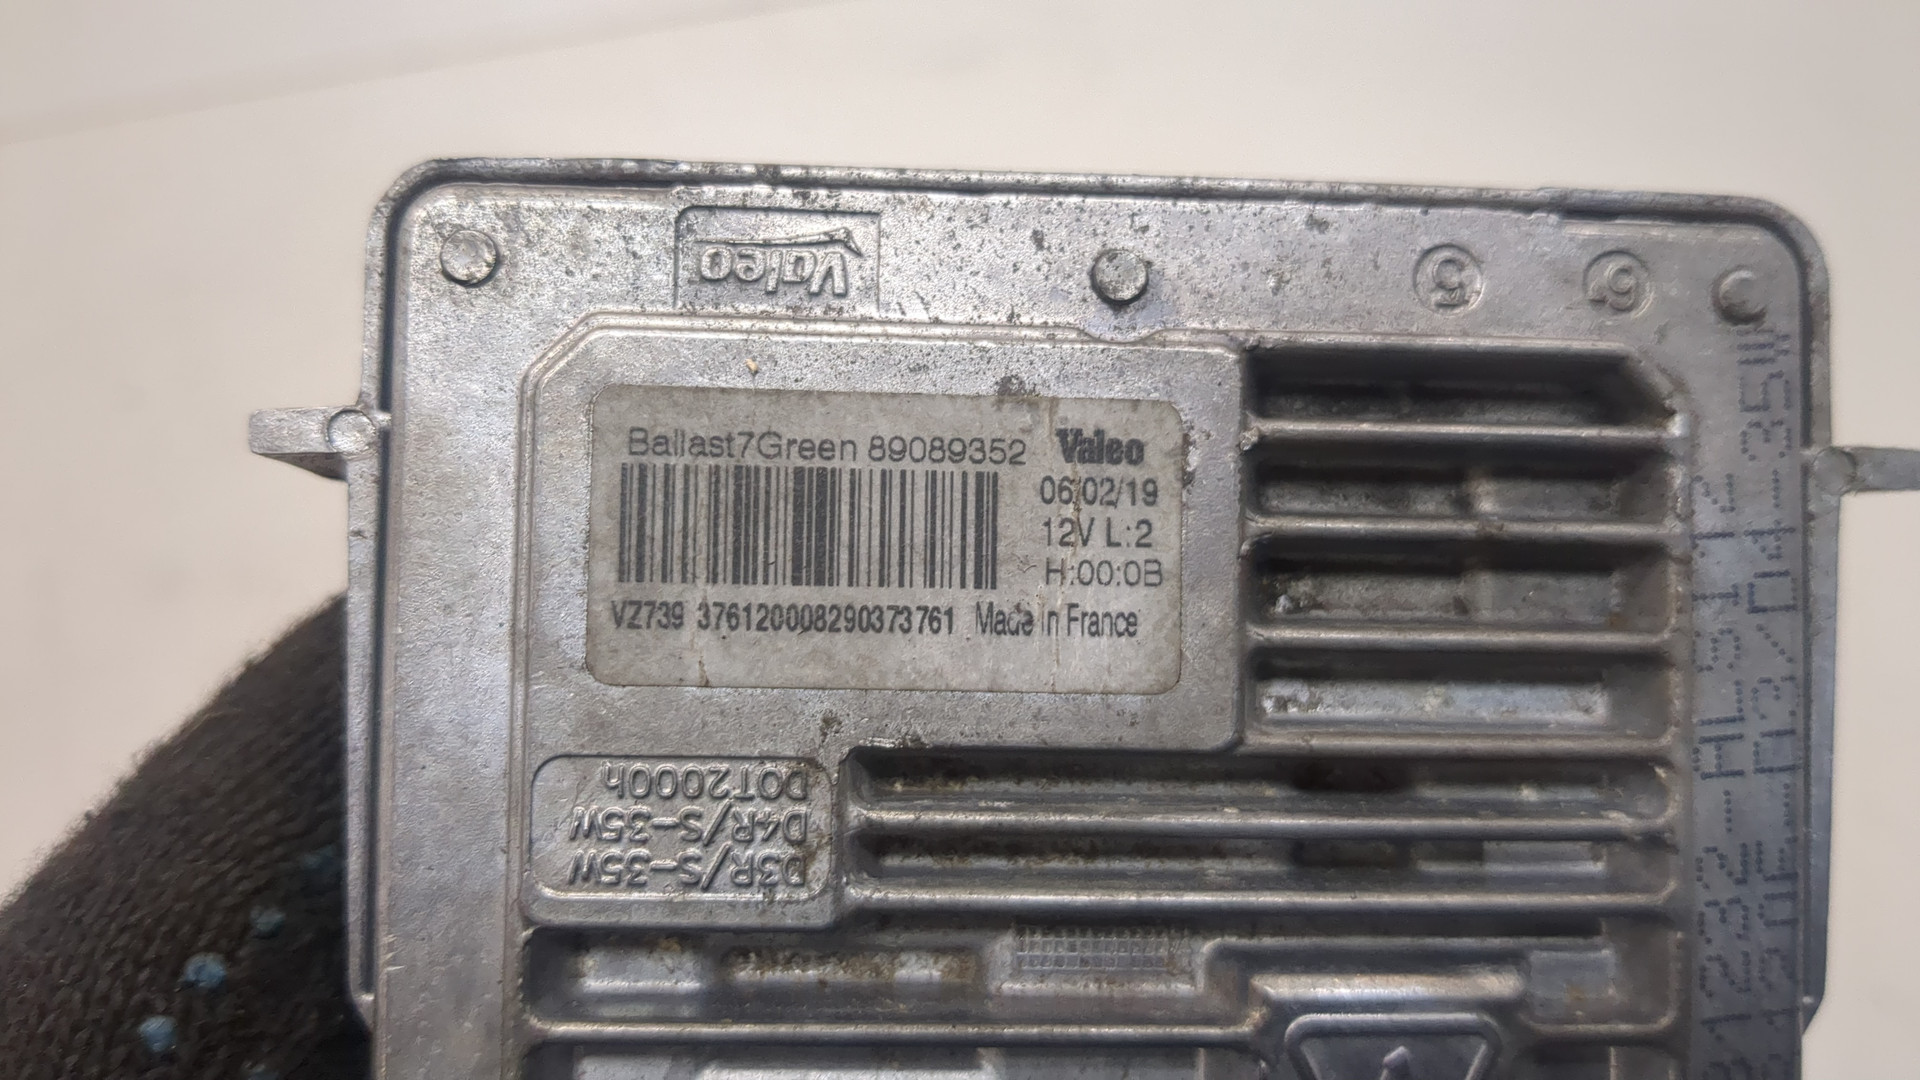 Valeo
5
6
Ballast7Green 89089352 Valeo
06/02/19
12V L:2
H:00:0B
VZ739 376120008290373761 Made In France
D3R/S-35W
D4R/S-35W
DOT2000h